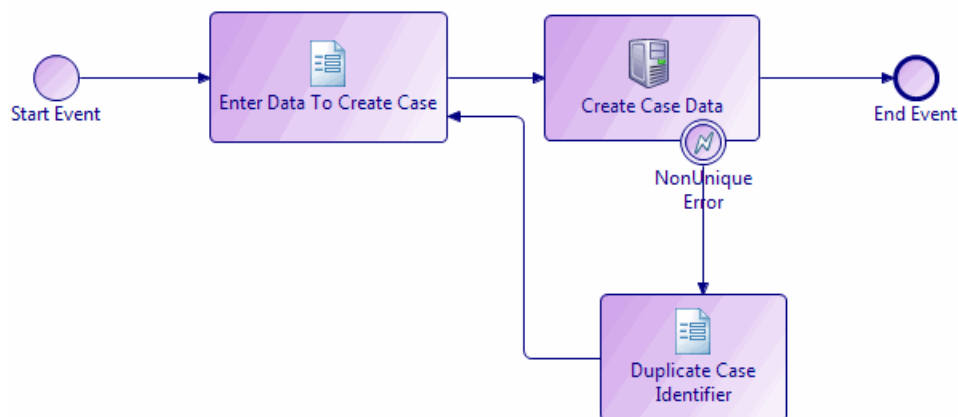 Start Event
Enter Data To Create Case
Create Case Data
End Event
NonUnique
Error
Duplicate Case
Identifier